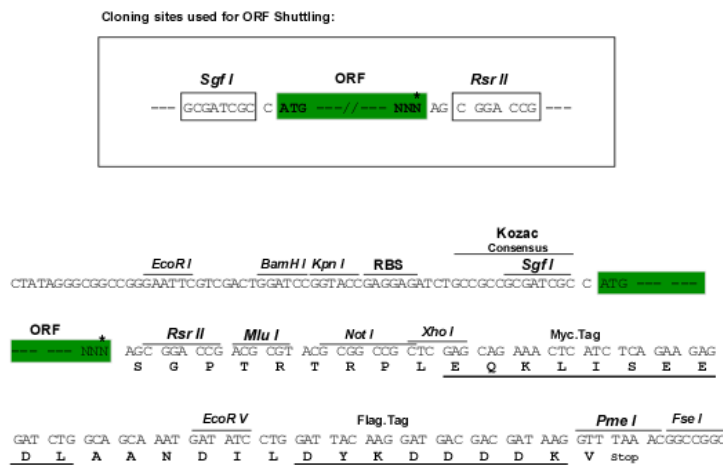 Cloning sites used for ORF Shuttling:
Sgf I ORF Rsr II
--- GCGATCGC C ATG ---//--- NNN* AG C GGA CCG ---
Kozac
Consensus
EcoR I BamH I Kpn I RBS Sgf I
CTATAGGGCGGCCGGGAATTCGTCGACTGGATCCGGTACCGAGGAGATCTGCCGCCGCGATCGC C ATG --- ---
ORF Rsr II Mlu I Not I Xho I Myc.Tag
--- --- NNN* AGC GGA CCG ACG CGT ACG CGG CCG CTC GAG CAG AAA CTC ATC TCA GAA GAG
S G P T R T R P L E Q K L I S E E
EcoR V Flag.Tag Pme I Fse I
GAT CTG GCA GCA AAT GAT ATC CTG GAT TAC AAG GAT GAC GAC GAT AAG GTT TAA ACGGCCGGC
D L A A N D I L D Y K D D D D K V Stop